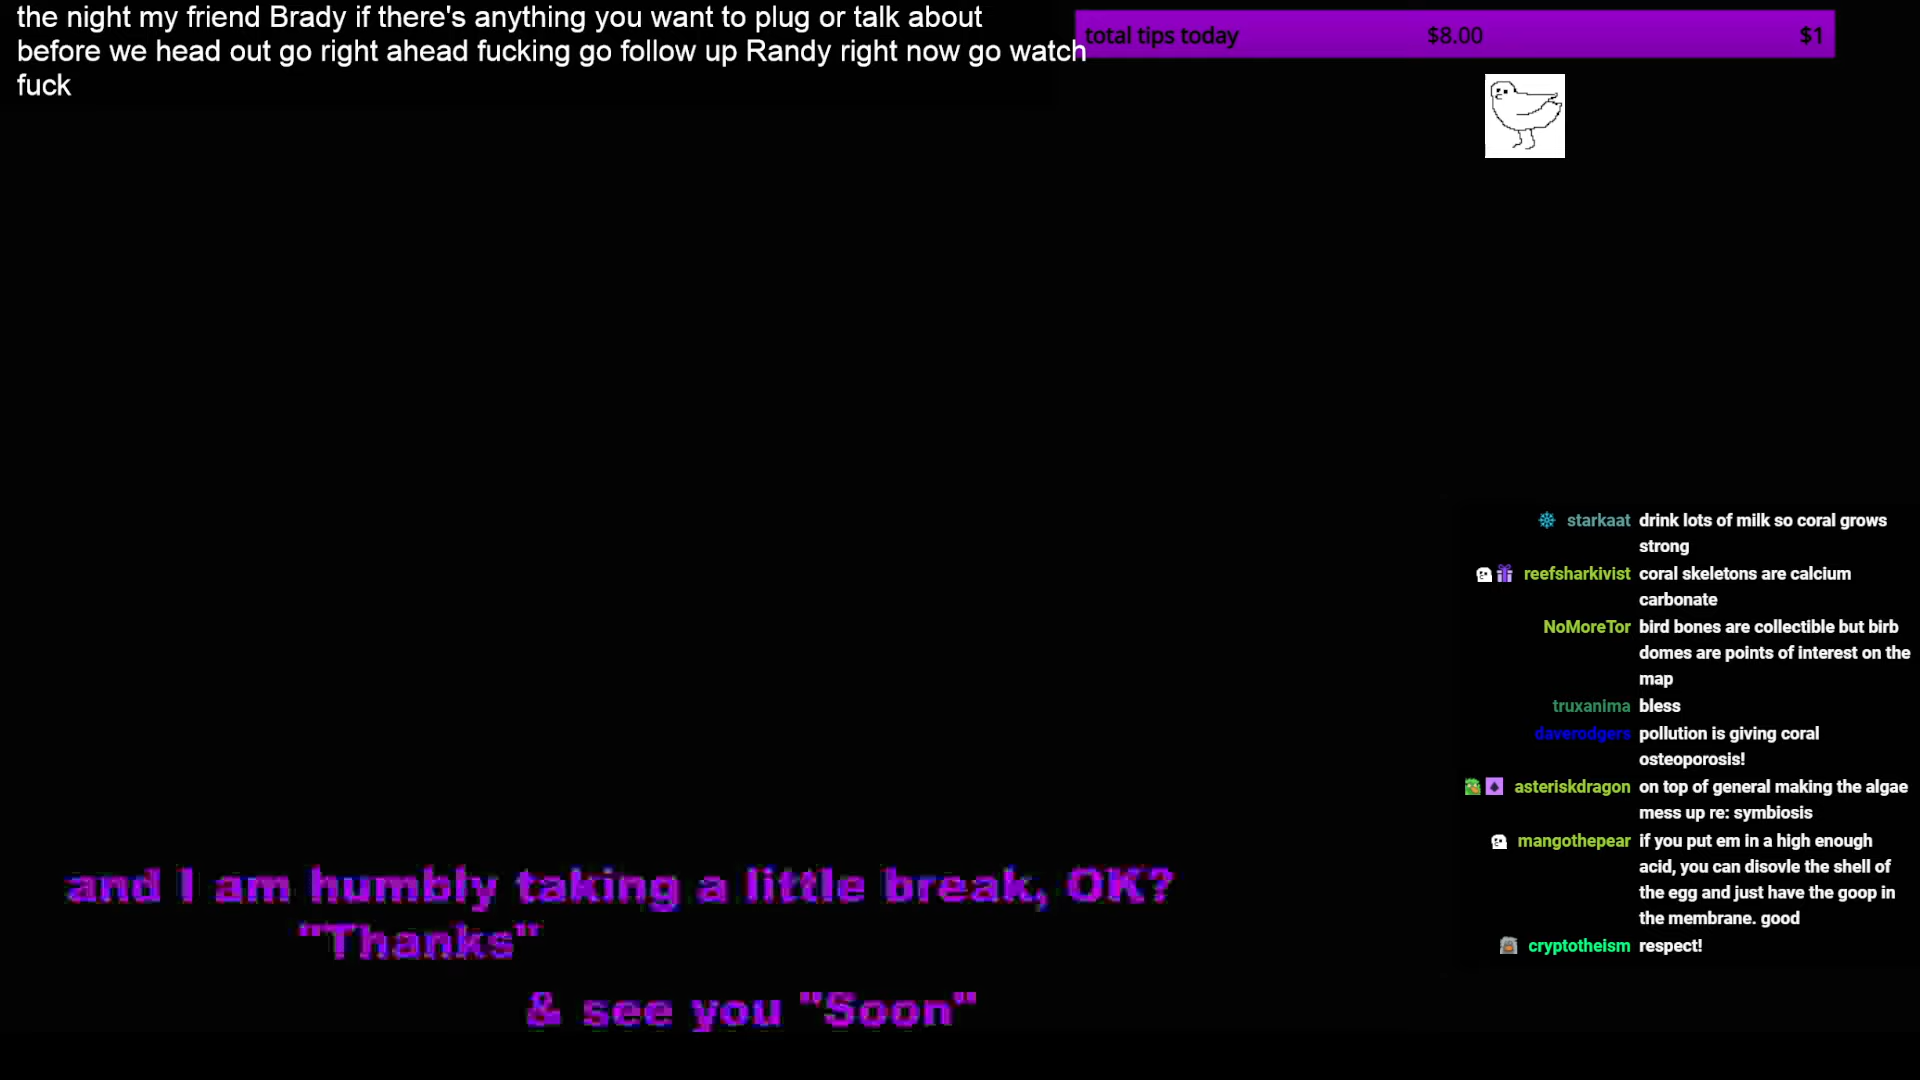 the night my friend Brady if there's anything you want to plug or talk about
before we head out go right ahead fucking go follow up Randy right now go watch
fuck
total tips today $8.00 $1
starkaat drink lots of milk so coral grows
strong
reefsharkivist coral skeletons are calcium
carbonate
NoMoreTor bird bones are collectible but birb
domes are points of interest on the
map
truxanima bless
daverodgers pollution is giving coral
osteoporosis!
asteriskdragon on top of general making the algae
mess up re: symbiosis
mangothepear if you put em in a high enough
acid, you can disovle the shell of
the egg and just have the goop in
the membrane. good
cryptotheism respect!
and I am humbly taking a little break, OK?
"Thanks"
& see you "Soon"